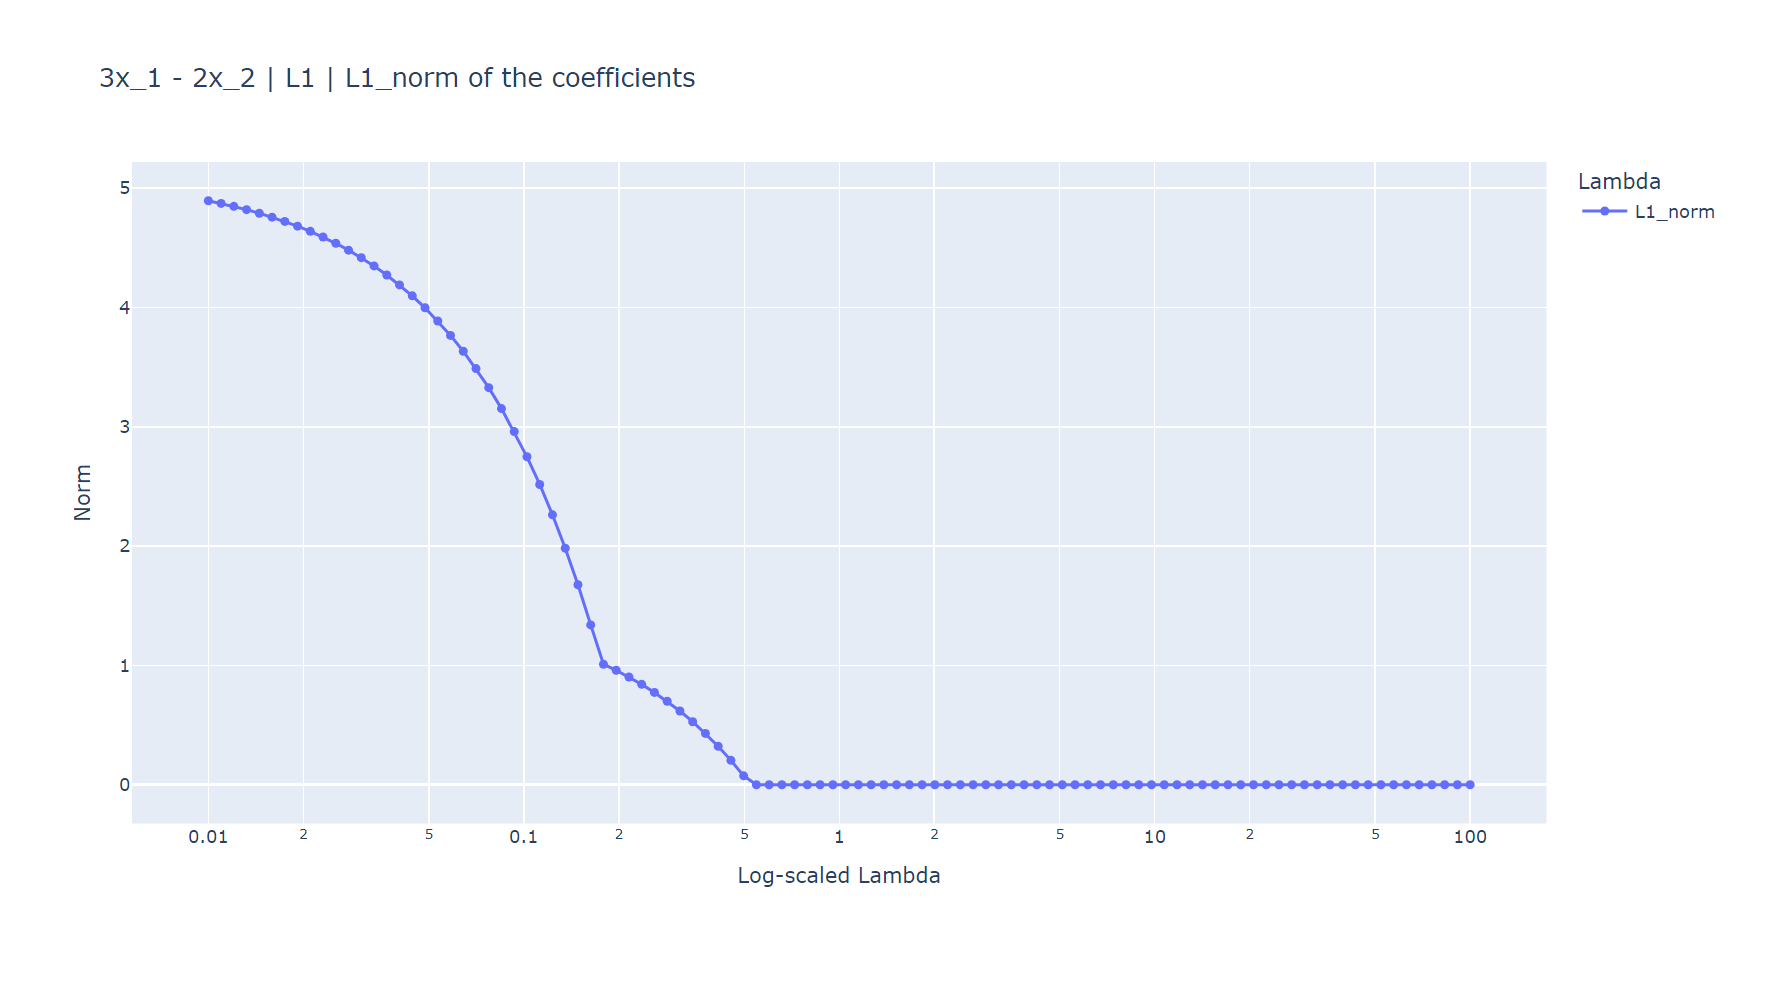 3x_1 - 2x_2 | L1 | L1_norm of the coefficients
Lambda
L1_norm
5
4
3
2
1
0
Norm
0.01 2 5 0.1 2 5 1 2 5 10 2 5 100
Log-scaled Lambda